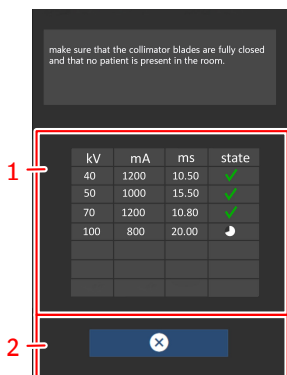 make sure that the collimator blades are fully closed
and that no patient is present in the room.
kV mA ms state
40 1200 10.50
50 1000 15.50
70 1200 10.80
100 800 20.00
1
2